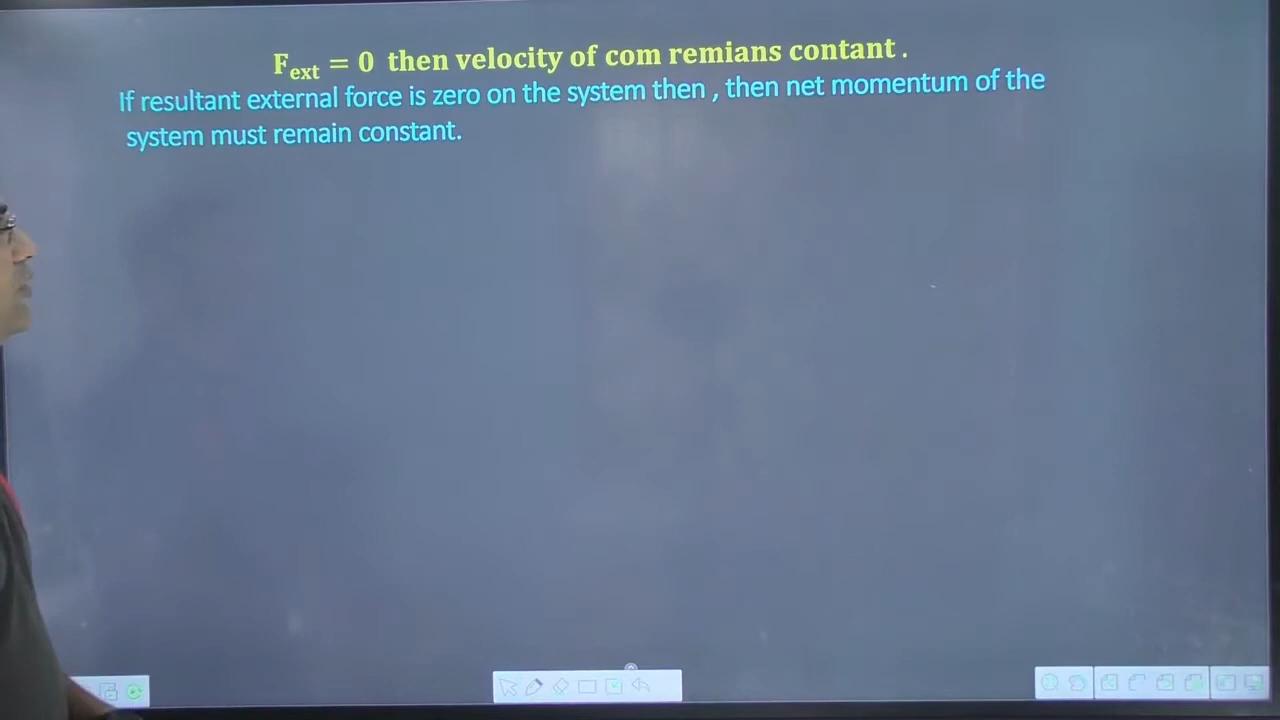 F_ext = 0 then velocity of com remians contant .
If resultant external force is zero on the system then , then net momentum of the
system must remain constant.